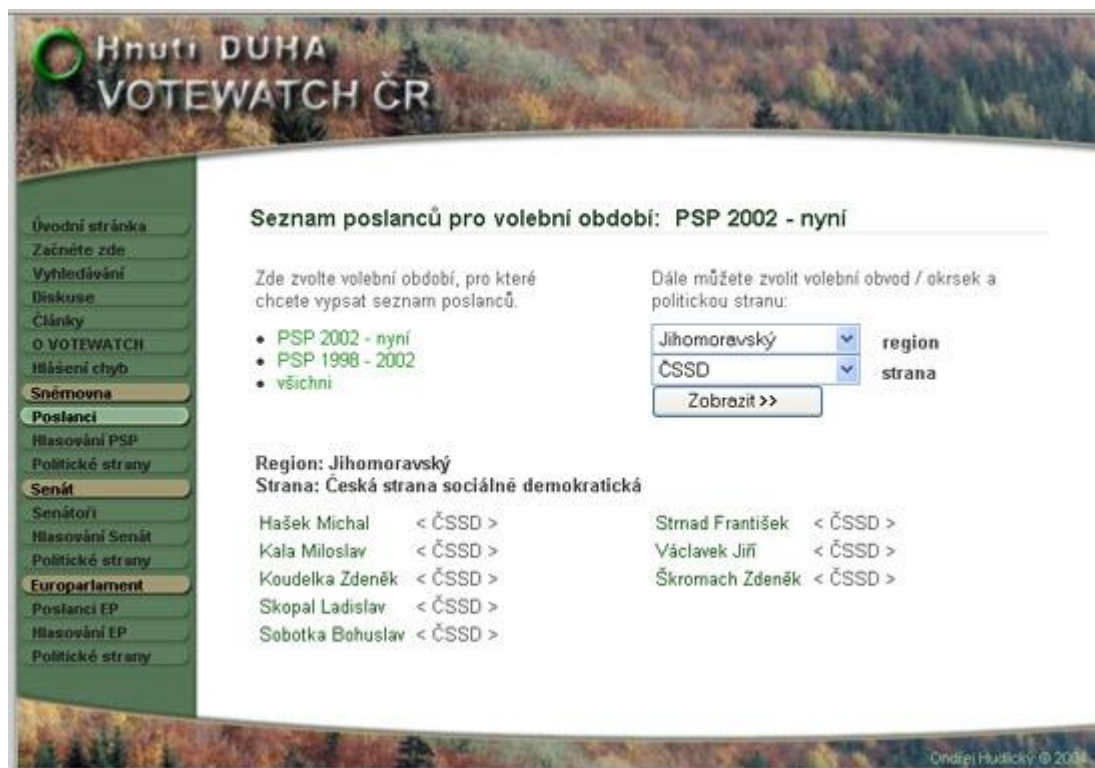 Hnutí DUHA
VOTEWATCH ČR
Úvodní stránka
Začněte zde
Vyhledávání
Diskuse
Články
O VOTEWATCH
Hlášení chyb
Sněmovna
Poslanci
Hlasování PSP
Politické strany
Senát
Senátoři
Hlasování Senát
Politické strany
Europarlament
Poslanci EP
Hlasování EP
Politické strany
Seznam poslanců pro volební období: PSP 2002 - nyní
Zde zvolte volební období, pro které
chcete vypsat seznam poslanců.
• PSP 2002 - nyní
• PSP 1998 - 2002
• všichni
Dále můžete zvolit volební obvod / okrsek a
politickou stranu:
Jihomoravský region
ČSSD strana
Zobrazit >>
Region: Jihomoravský
Strana: Česká strana sociálně demokratická
Hašek Michal < ČSSD >
Kala Miloslav < ČSSD >
Koudelka Zdeněk < ČSSD >
Skopal Ladislav < ČSSD >
Sobotka Bohuslav < ČSSD >
Strnad František < ČSSD >
Václavek Jiří < ČSSD >
Škromach Zdeněk < ČSSD >
Ondřej Hudlický © 2004